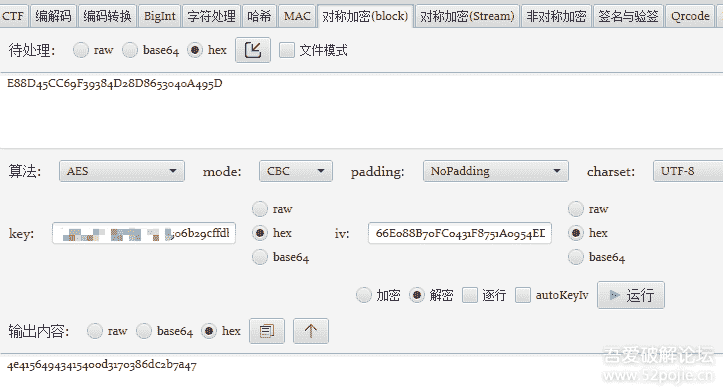 CTF 编解码 编码转换 BigInt 字符处理 哈希 MAC 对称加密(block) 对称加密(Stream) 非对称加密 签名与验签 Qrcode
待处理: raw base64 hex 文件模式
E88D45CC69F39384D28D8653040A495D
算法: AES mode: CBC padding: NoPadding charset: UTF-8
raw raw
key: 06b29cffdb hex iv: 66E088B70FC0431F8751A0954ED hex
base64 base64
加密 解密 逐行 autoKeyIv 运行
输出内容: raw base64 hex
4e41564943415400d3170386dc2b7847
吾爱破解论坛
www.52pojie.cn